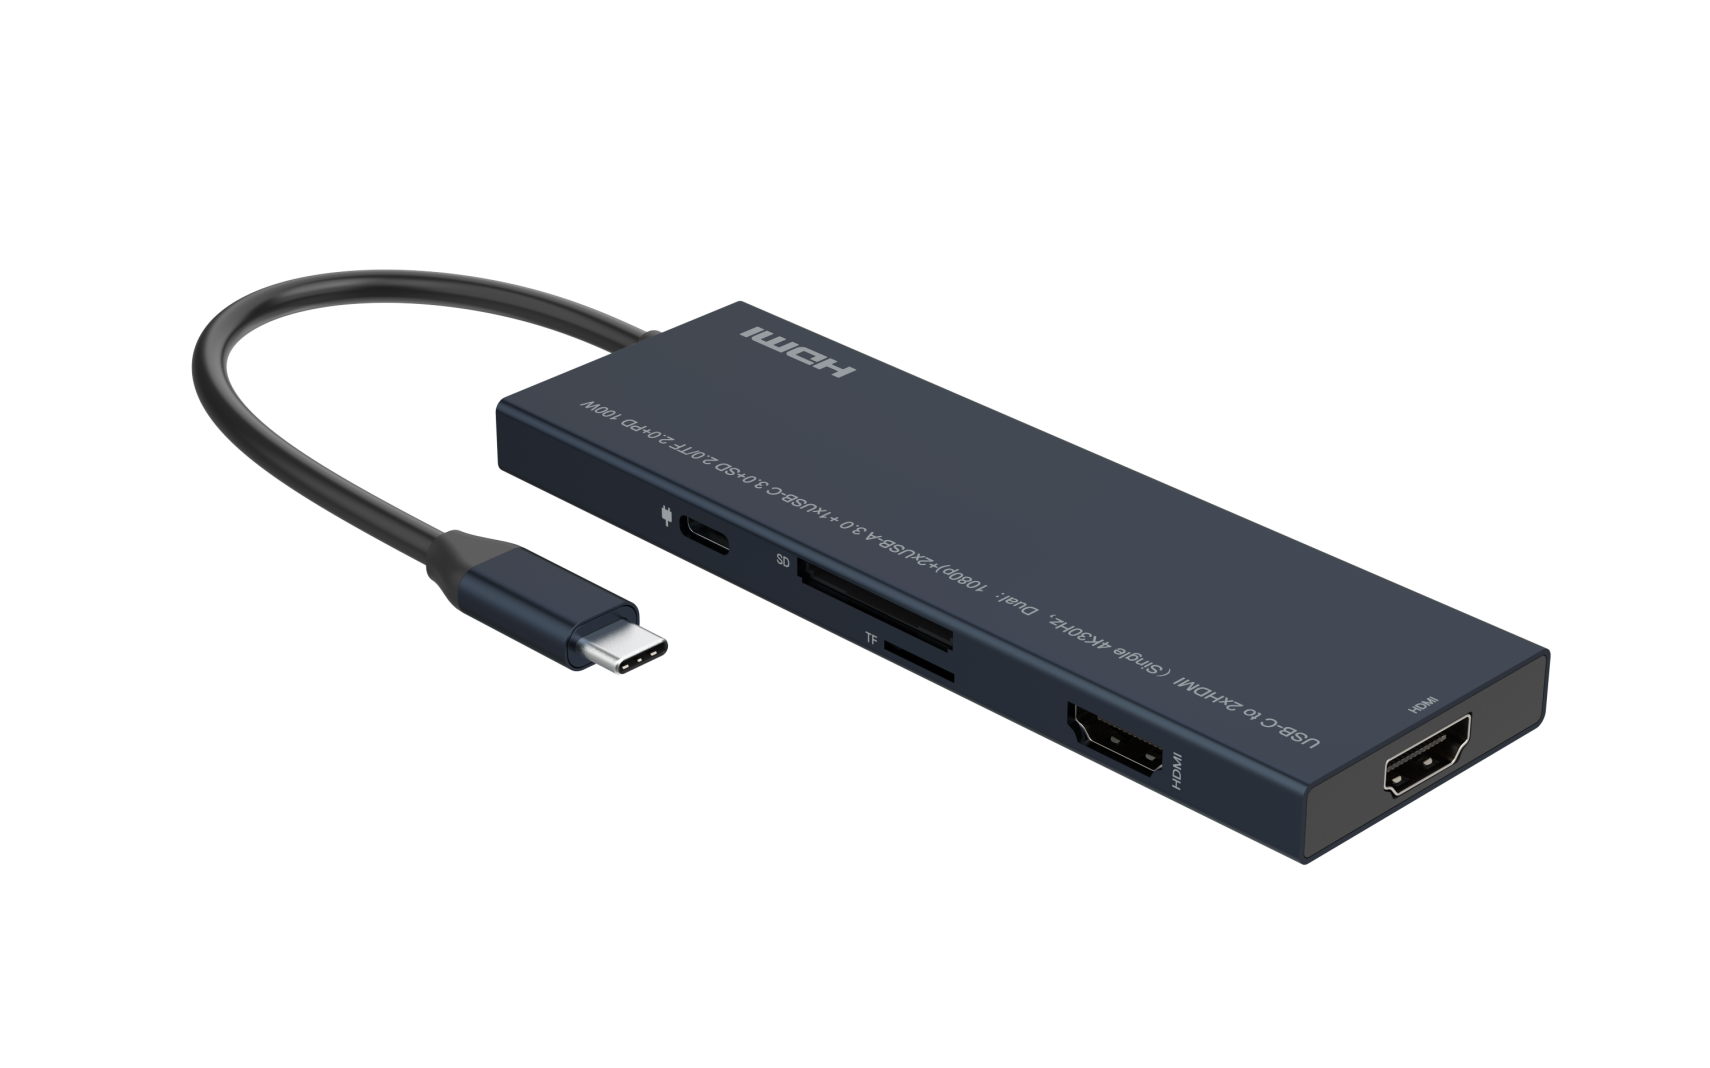 HDMI
USB-C to 2xHDMI（Single 4K30Hz，Dual：1080p)+2xUSB-A 3.0 +1xUSB-C 3.0+SD 2.0/TF 2.0+PD 100W
SD
TF
HDMI
HDMI